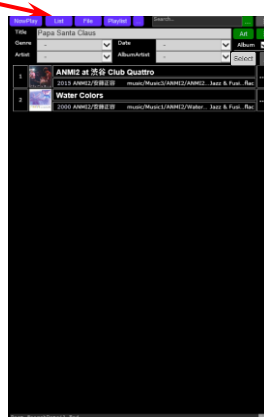 NowPlay List File Playlist Search... ...
Title Papa Santa Claus Art
Genre - Date - Album
Artist - AlbumArtist - Select
1 ANMI2 at 渋谷 Club Quattro
2015 ANMI2/安藤正容 music/Music1/ANMI2/ANMI2... Jazz & Fusi.. flac
2 Water Colors
2000 ANMI2/安藤正容 music/Music3/ANMI2/Water... Jazz & Fusi.. flac